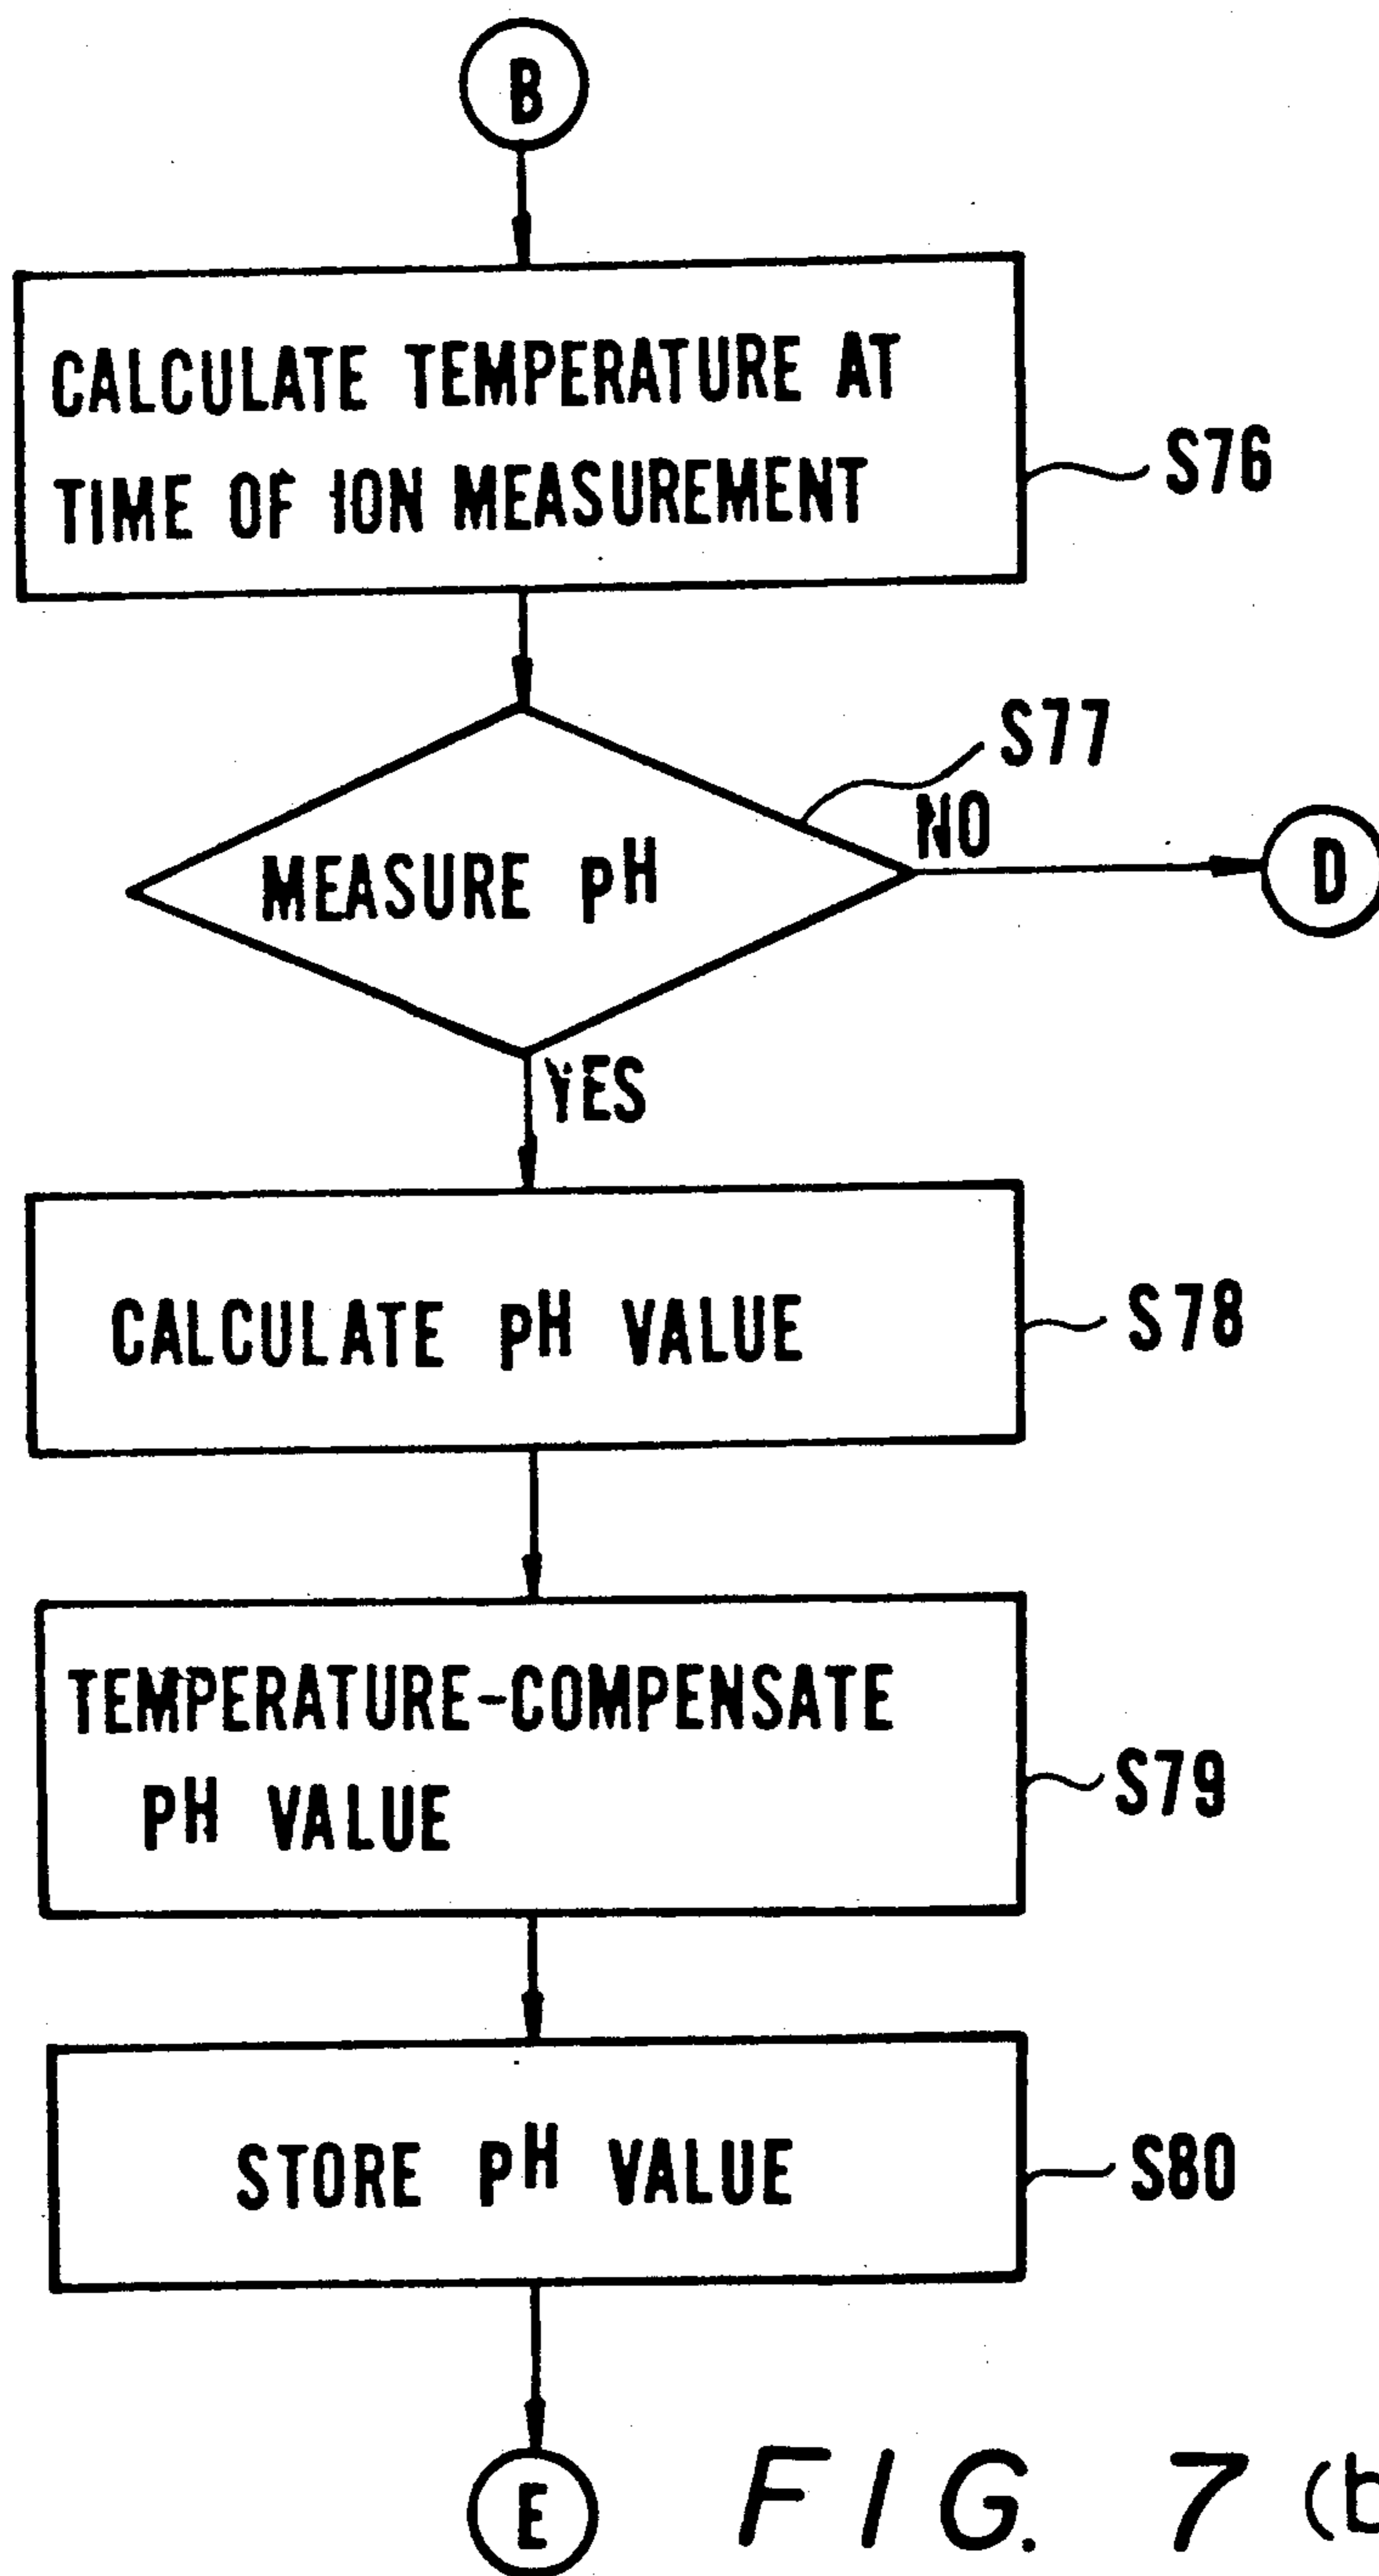 B
CALCULATE TEMPERATURE AT
TIME OF ION MEASUREMENT
S76
S77
NO
MEASURE pH
D
YES
CALCULATE pH VALUE
S78
TEMPERATURE-COMPENSATE
pH VALUE
S79
STORE pH VALUE
S80
E
FIG. 7 (b